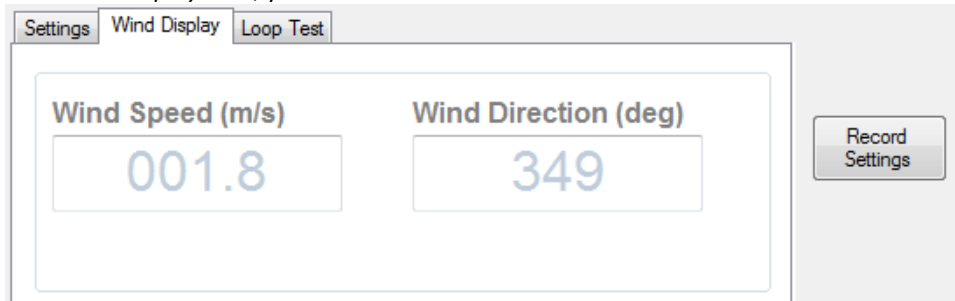 Settings
Wind Display
Loop Test
Wind Speed (m/s)
Wind Direction (deg)
001.8
349
Record
Settings